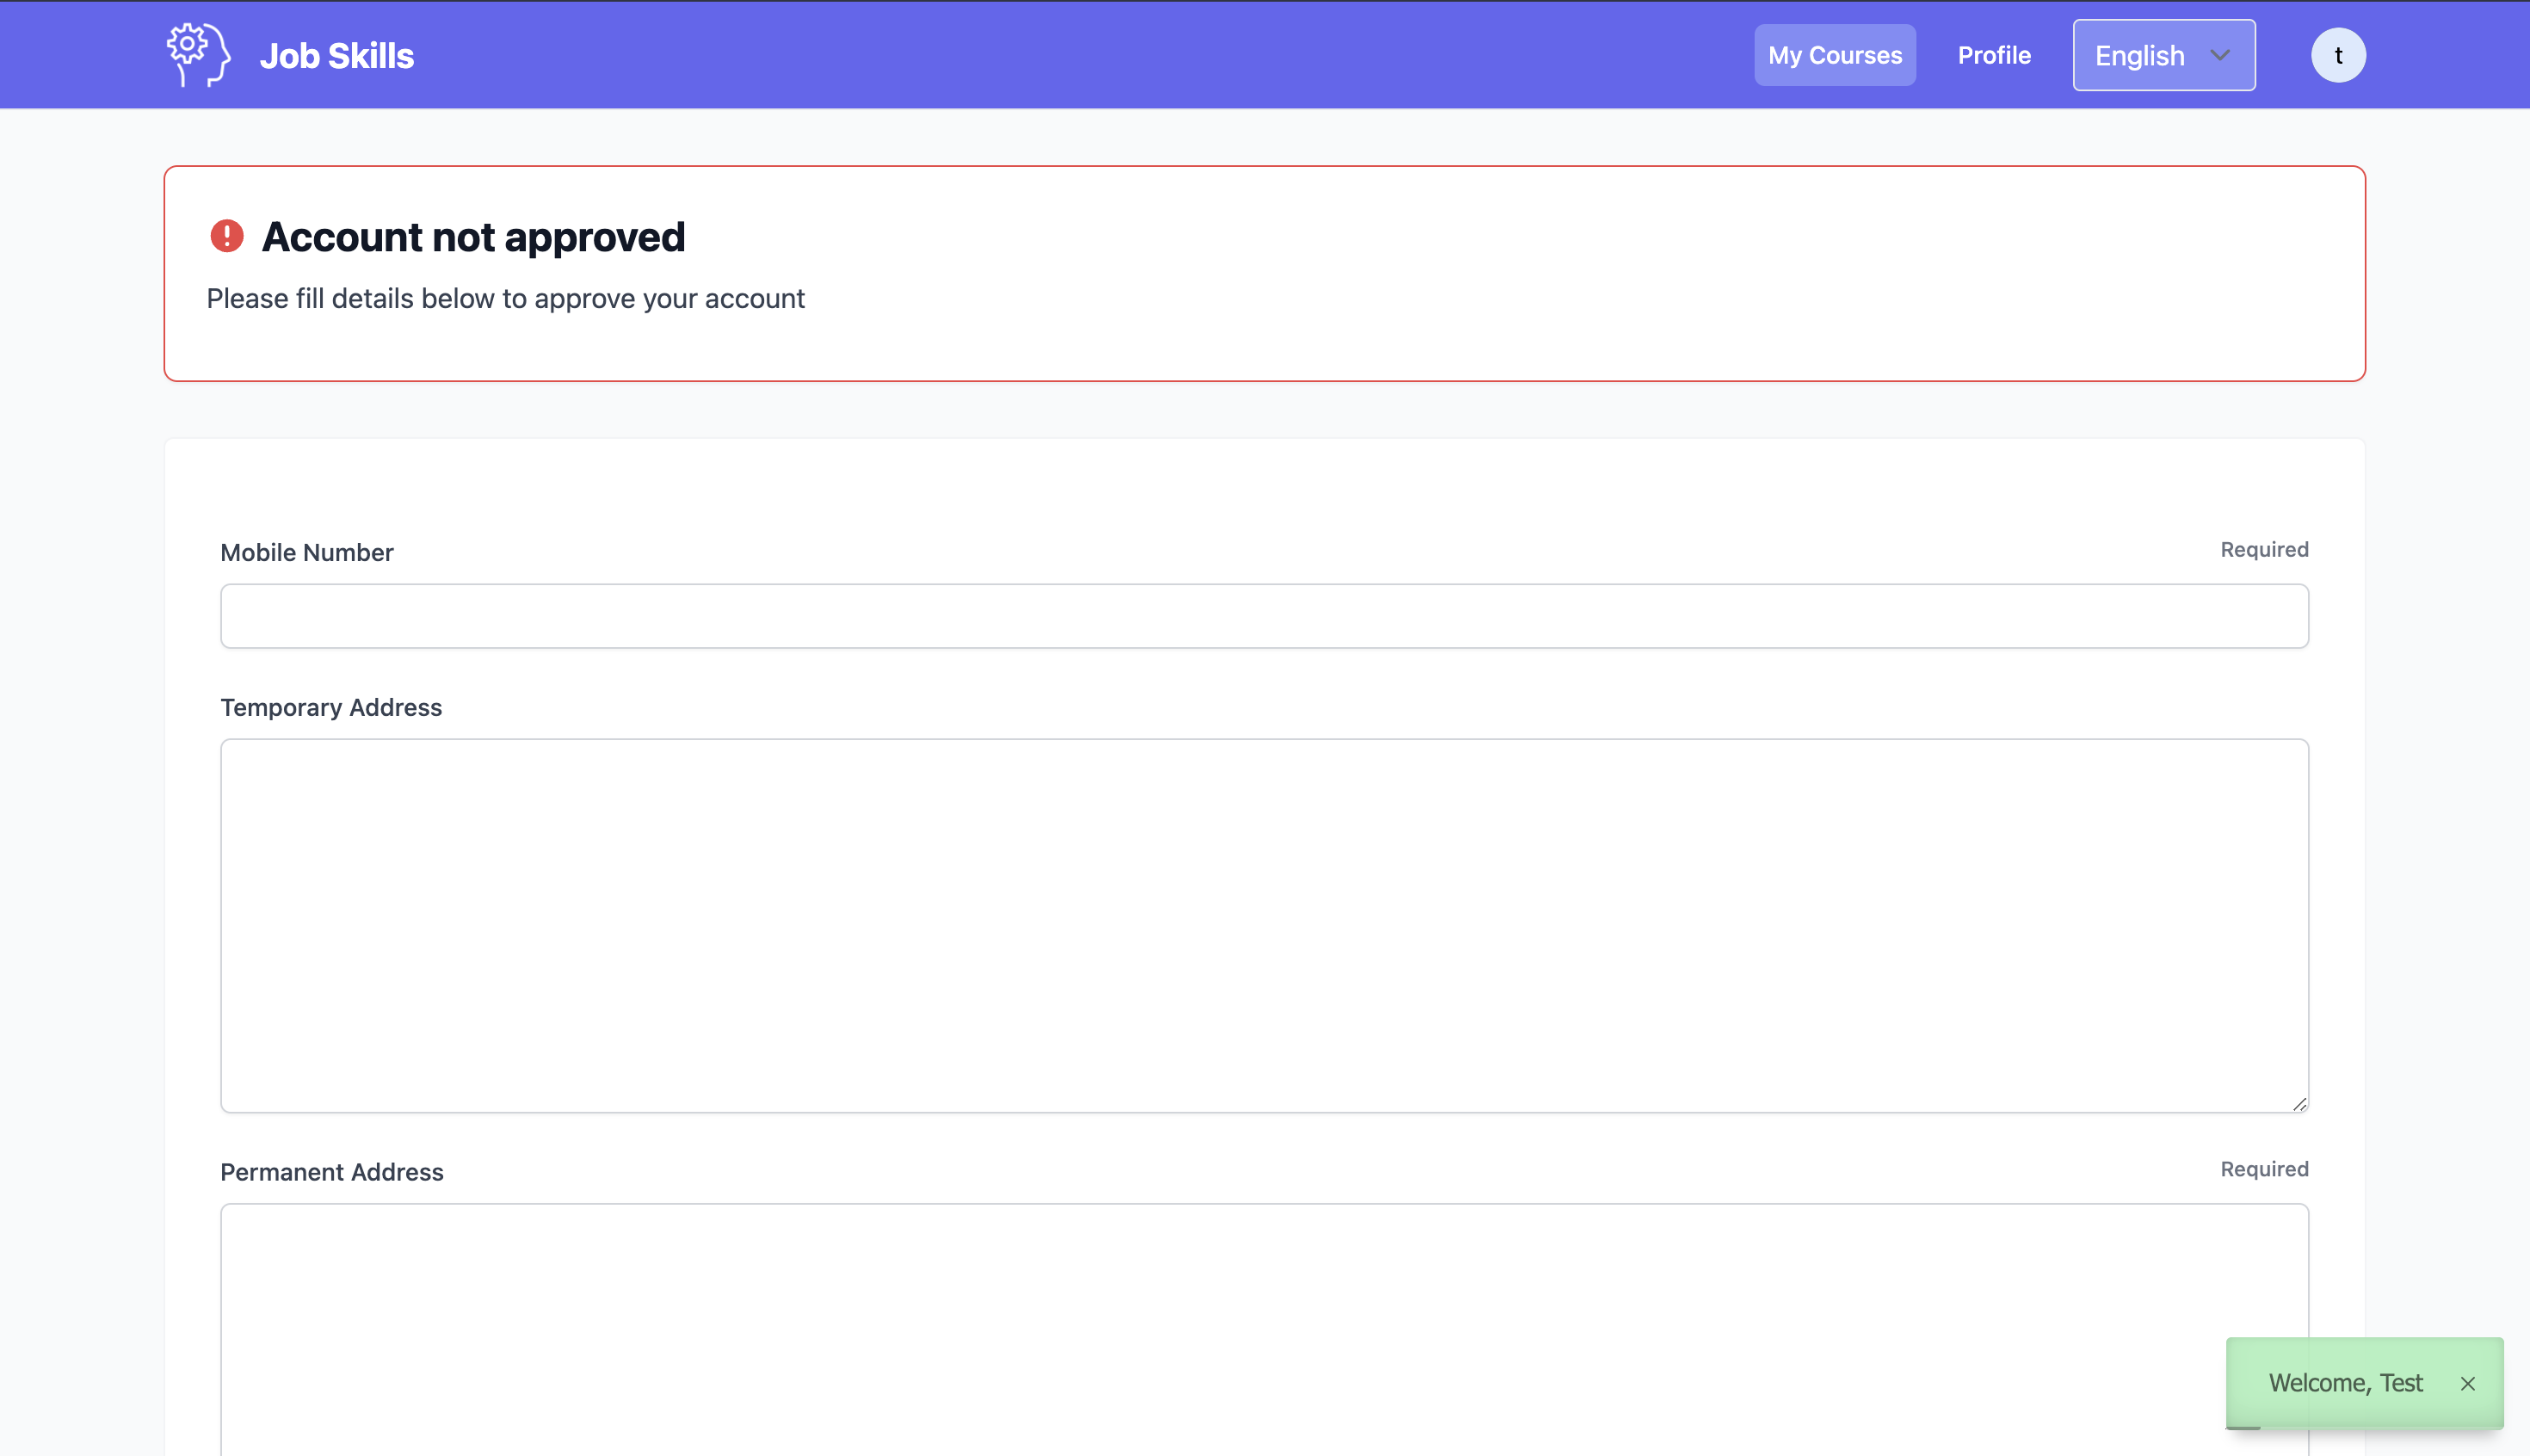 Job Skills
My Courses
Profile
English
t
Account not approved
Please fill details below to approve your account
Mobile Number
Required
Temporary Address
Permanent Address
Required
Welcome, Test